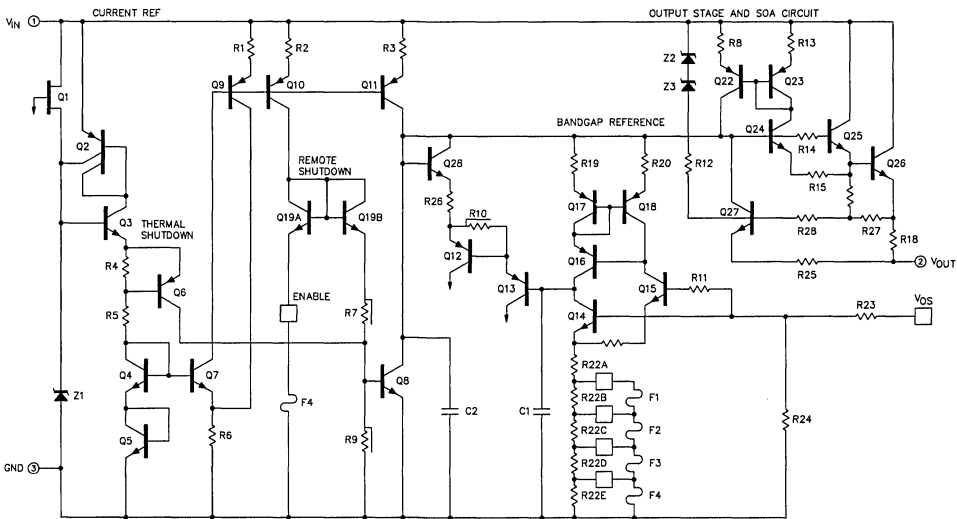 CURRENT REF
OUTPUT STAGE AND SOA CIRCUIT
VIN 1
R1
R2
R3
R8
R13
Z2
Z3
Q1
Q9
Q10
Q11
Q22
Q23
Q2
BANDGAP REFERENCE
Q24
R14
Q25
Q28
R19
R20
R12
R15
Q26
REMOTE
SHUTDOWN
Q3
THERMAL
SHUTDOWN
Q19A
Q19B
R26
R10
Q17
Q18
Q27
R28
R27
R18
R4
Q12
Q16
R25
2 VOUT
Q6
Q13
Q15
R11
ENABLE
R5
R7
Q14
R23
VOS
Q4
Q7
Q8
R22A
R22B
F1
Z1
F4
C2
C1
R22C
F2
R24
Q5
R6
R9
R22D
F3
GND 3
R22E
F4